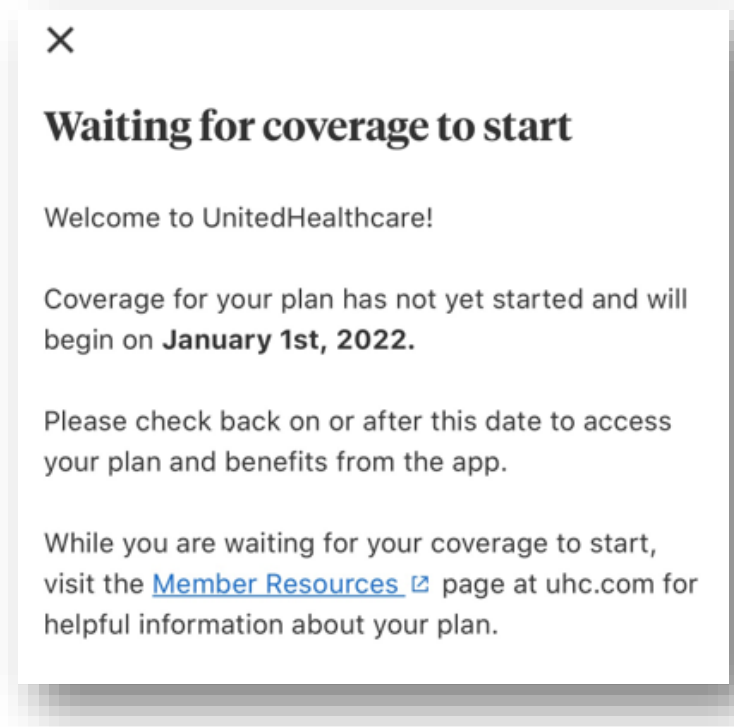 Waiting for coverage to start
Welcome to UnitedHealthcare!
Coverage for your plan has not yet started and will
begin on January 1st, 2022.
Please check back on or after this date to access
your plan and benefits from the app.
While you are waiting for your coverage to start,
visit the Member Resources page at uhc.com for
helpful information about your plan.